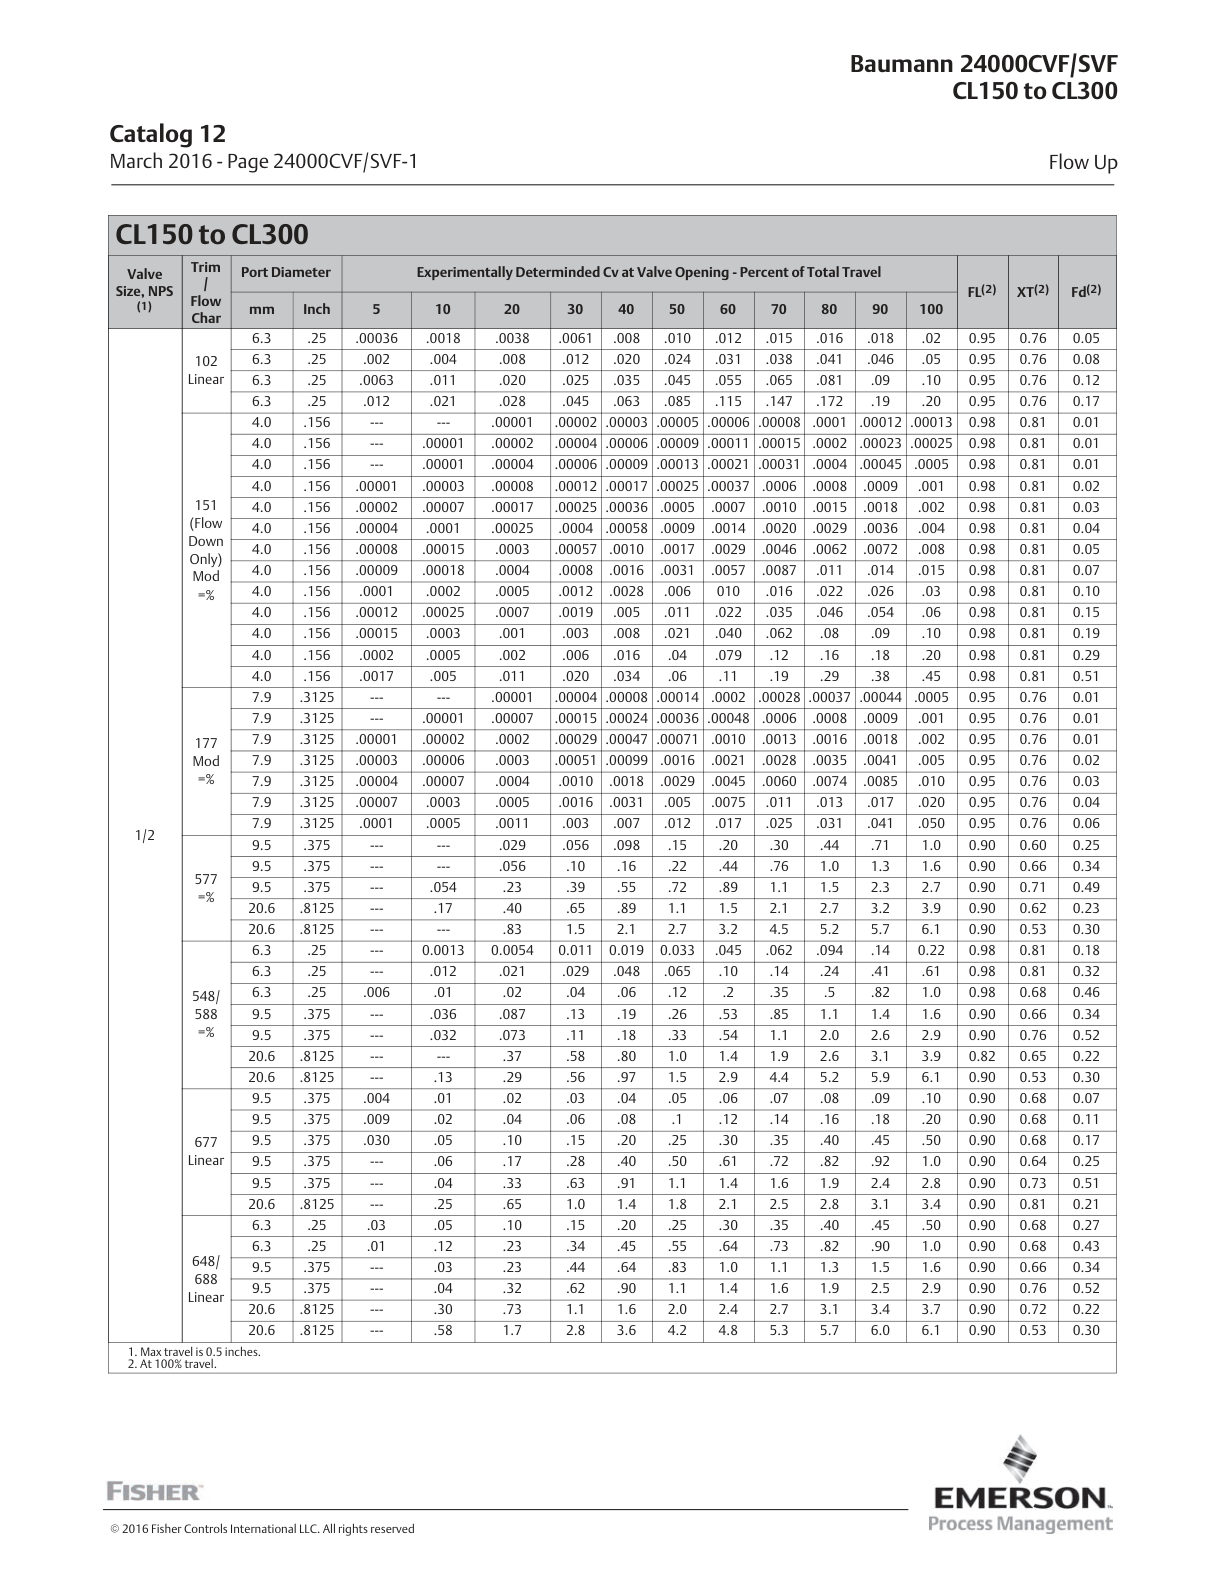 Baumann 24000CVF/SVF
CL150 to CL300
Catalog 12
March 2016 - Page 24000CVF/SVF-1 Flow Up
CL150 to CL300
Valve Size, NPS (1) Trim / Flow Char Port Diameter Experimentally Determinded Cv at Valve Opening - Percent of Total Travel FL(2) XT(2) Fd(2)
mm Inch 5 10 20 30 40 50 60 70 80 90 100
1/2
102 Linear
6.3 .25 .00036 .0018 .0038 .0061 .008 .010 .012 .015 .016 .018 .02 0.95 0.76 0.05
6.3 .25 .002 .004 .008 .012 .020 .024 .031 .038 .041 .046 .05 0.95 0.76 0.08
6.3 .25 .0063 .011 .020 .025 .035 .045 .055 .065 .081 .09 .10 0.95 0.76 0.12
6.3 .25 .012 .021 .028 .045 .063 .085 .115 .147 .172 .19 .20 0.95 0.76 0.17
151 (Flow Down Only) Mod =%
4.0 .156 --- --- .00001 .00002 .00003 .00005 .00006 .00008 .0001 .00012 .00013 0.98 0.81 0.01
4.0 .156 --- .00001 .00002 .00004 .00006 .00009 .00011 .00015 .0002 .00023 .00025 0.98 0.81 0.01
4.0 .156 --- .00001 .00004 .00006 .00009 .00013 .00021 .00031 .0004 .00045 .0005 0.98 0.81 0.01
4.0 .156 .00001 .00003 .00008 .00012 .00017 .00025 .00037 .0006 .0008 .0009 .001 0.98 0.81 0.02
4.0 .156 .00002 .00007 .00017 .00025 .00036 .0005 .0007 .0010 .0015 .0018 .002 0.98 0.81 0.03
4.0 .156 .00004 .0001 .00025 .0004 .00058 .0009 .0014 .0020 .0029 .0036 .004 0.98 0.81 0.04
4.0 .156 .00008 .00015 .0003 .00057 .0010 .0017 .0029 .0046 .0062 .0072 .008 0.98 0.81 0.05
4.0 .156 .00009 .00018 .0004 .0008 .0016 .0031 .0057 .0087 .011 .014 .015 0.98 0.81 0.07
4.0 .156 .0001 .0002 .0005 .0012 .0028 .006 010 .016 .022 .026 .03 0.98 0.81 0.10
4.0 .156 .00012 .00025 .0007 .0019 .005 .011 .022 .035 .046 .054 .06 0.98 0.81 0.15
4.0 .156 .00015 .0003 .001 .003 .008 .021 .040 .062 .08 .09 .10 0.98 0.81 0.19
4.0 .156 .0002 .0005 .002 .006 .016 .04 .079 .12 .16 .18 .20 0.98 0.81 0.29
4.0 .156 .0017 .005 .011 .020 .034 .06 .11 .19 .29 .38 .45 0.98 0.81 0.51
177 Mod =%
7.9 .3125 --- --- .00001 .00004 .00008 .00014 .0002 .00028 .00037 .00044 .0005 0.95 0.76 0.01
7.9 .3125 --- .00001 .00007 .00015 .00024 .00036 .00048 .0006 .0008 .0009 .001 0.95 0.76 0.01
7.9 .3125 .00001 .00002 .0002 .00029 .00047 .00071 .0010 .0013 .0016 .0018 .002 0.95 0.76 0.01
7.9 .3125 .00003 .00006 .0003 .00051 .00099 .0016 .0021 .0028 .0035 .0041 .005 0.95 0.76 0.02
7.9 .3125 .00004 .00007 .0004 .0010 .0018 .0029 .0045 .0060 .0074 .0085 .010 0.95 0.76 0.03
7.9 .3125 .00007 .0003 .0005 .0016 .0031 .005 .0075 .011 .013 .017 .020 0.95 0.76 0.04
7.9 .3125 .0001 .0005 .0011 .003 .007 .012 .017 .025 .031 .041 .050 0.95 0.76 0.06
577 =%
9.5 .375 --- --- .029 .056 .098 .15 .20 .30 .44 .71 1.0 0.90 0.60 0.25
9.5 .375 --- --- .056 .10 .16 .22 .44 .76 1.0 1.3 1.6 0.90 0.66 0.34
9.5 .375 --- .054 .23 .39 .55 .72 .89 1.1 1.5 2.3 2.7 0.90 0.71 0.49
20.6 .8125 --- .17 .40 .65 .89 1.1 1.5 2.1 2.7 3.2 3.9 0.90 0.62 0.23
20.6 .8125 --- --- .83 1.5 2.1 2.7 3.2 4.5 5.2 5.7 6.1 0.90 0.53 0.30
548/ 588 =%
6.3 .25 --- 0.0013 0.0054 0.011 0.019 0.033 .045 .062 .094 .14 0.22 0.98 0.81 0.18
6.3 .25 --- .012 .021 .029 .048 .065 .10 .14 .24 .41 .61 0.98 0.81 0.32
6.3 .25 .006 .01 .02 .04 .06 .12 .2 .35 .5 .82 1.0 0.98 0.68 0.46
9.5 .375 --- .036 .087 .13 .19 .26 .53 .85 1.1 1.4 1.6 0.90 0.66 0.34
9.5 .375 --- .032 .073 .11 .18 .33 .54 1.1 2.0 2.6 2.9 0.90 0.76 0.52
20.6 .8125 --- --- .37 .58 .80 1.0 1.4 1.9 2.6 3.1 3.9 0.82 0.65 0.22
20.6 .8125 --- .13 .29 .56 .97 1.5 2.9 4.4 5.2 5.9 6.1 0.90 0.53 0.30
677 Linear
9.5 .375 .004 .01 .02 .03 .04 .05 .06 .07 .08 .09 .10 0.90 0.68 0.07
9.5 .375 .009 .02 .04 .06 .08 .1 .12 .14 .16 .18 .20 0.90 0.68 0.11
9.5 .375 .030 .05 .10 .15 .20 .25 .30 .35 .40 .45 .50 0.90 0.68 0.17
9.5 .375 --- .06 .17 .28 .40 .50 .61 .72 .82 .92 1.0 0.90 0.64 0.25
9.5 .375 --- .04 .33 .63 .91 1.1 1.4 1.6 1.9 2.4 2.8 0.90 0.73 0.51
20.6 .8125 --- .25 .65 1.0 1.4 1.8 2.1 2.5 2.8 3.1 3.4 0.90 0.81 0.21
648/ 688 Linear
6.3 .25 .03 .05 .10 .15 .20 .25 .30 .35 .40 .45 .50 0.90 0.68 0.27
6.3 .25 .01 .12 .23 .34 .45 .55 .64 .73 .82 .90 1.0 0.90 0.68 0.43
9.5 .375 --- .03 .23 .44 .64 .83 1.0 1.1 1.3 1.5 1.6 0.90 0.66 0.34
9.5 .375 --- .04 .32 .62 .90 1.1 1.4 1.6 1.9 2.5 2.9 0.90 0.76 0.52
20.6 .8125 --- .30 .73 1.1 1.6 2.0 2.4 2.7 3.1 3.4 3.7 0.90 0.72 0.22
20.6 .8125 --- .58 1.7 2.8 3.6 4.2 4.8 5.3 5.7 6.0 6.1 0.90 0.53 0.30
1. Max travel is 0.5 inches.
2. At 100% travel.
FISHER™
EMERSON™
Process Management
© 2016 Fisher Controls International LLC. All rights reserved